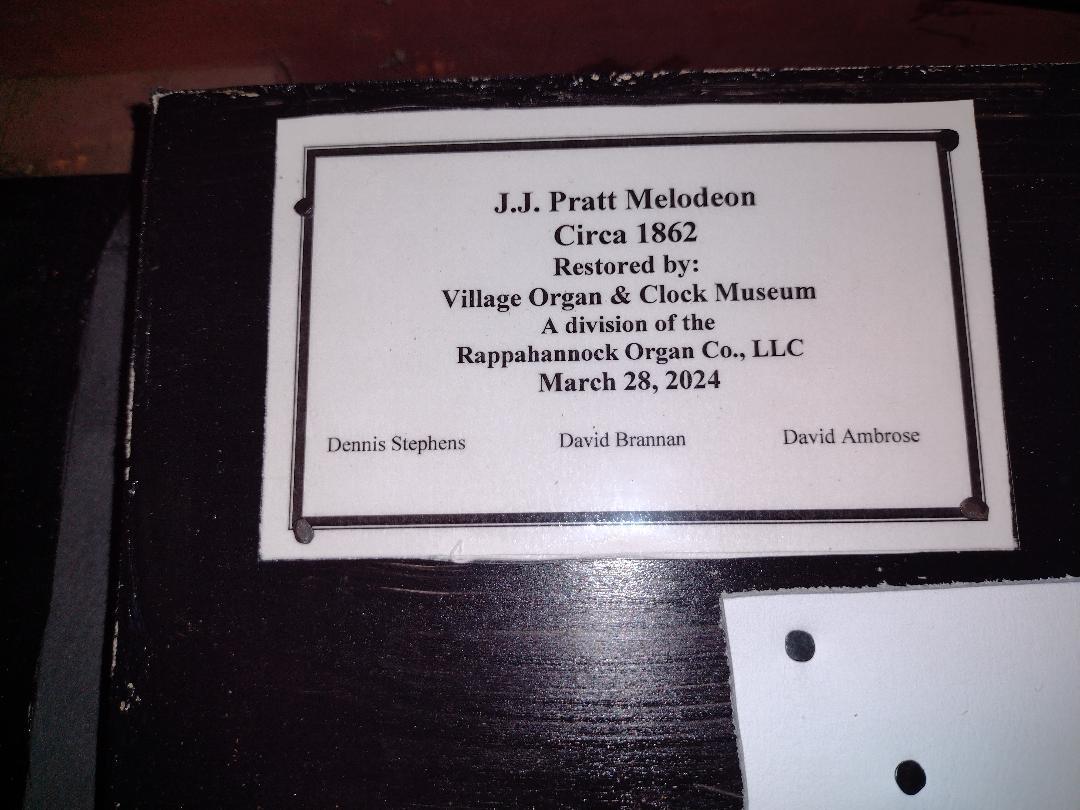 J.J. Pratt Melodeon
Circa 1862
Restored by:
Village Organ & Clock Museum
A division of the
Rappahannock Organ Co., LLC
March 28, 2024
Dennis Stephens David Brannan David Ambrose